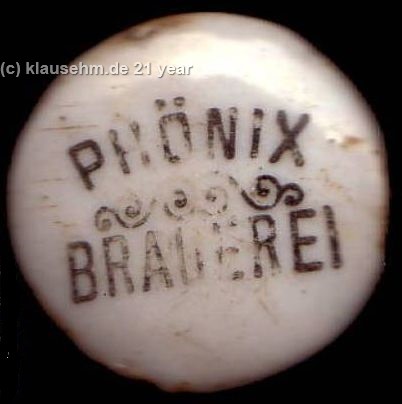 (c) klausehm.de 21 year
PHÖNIX
BRAUEREI